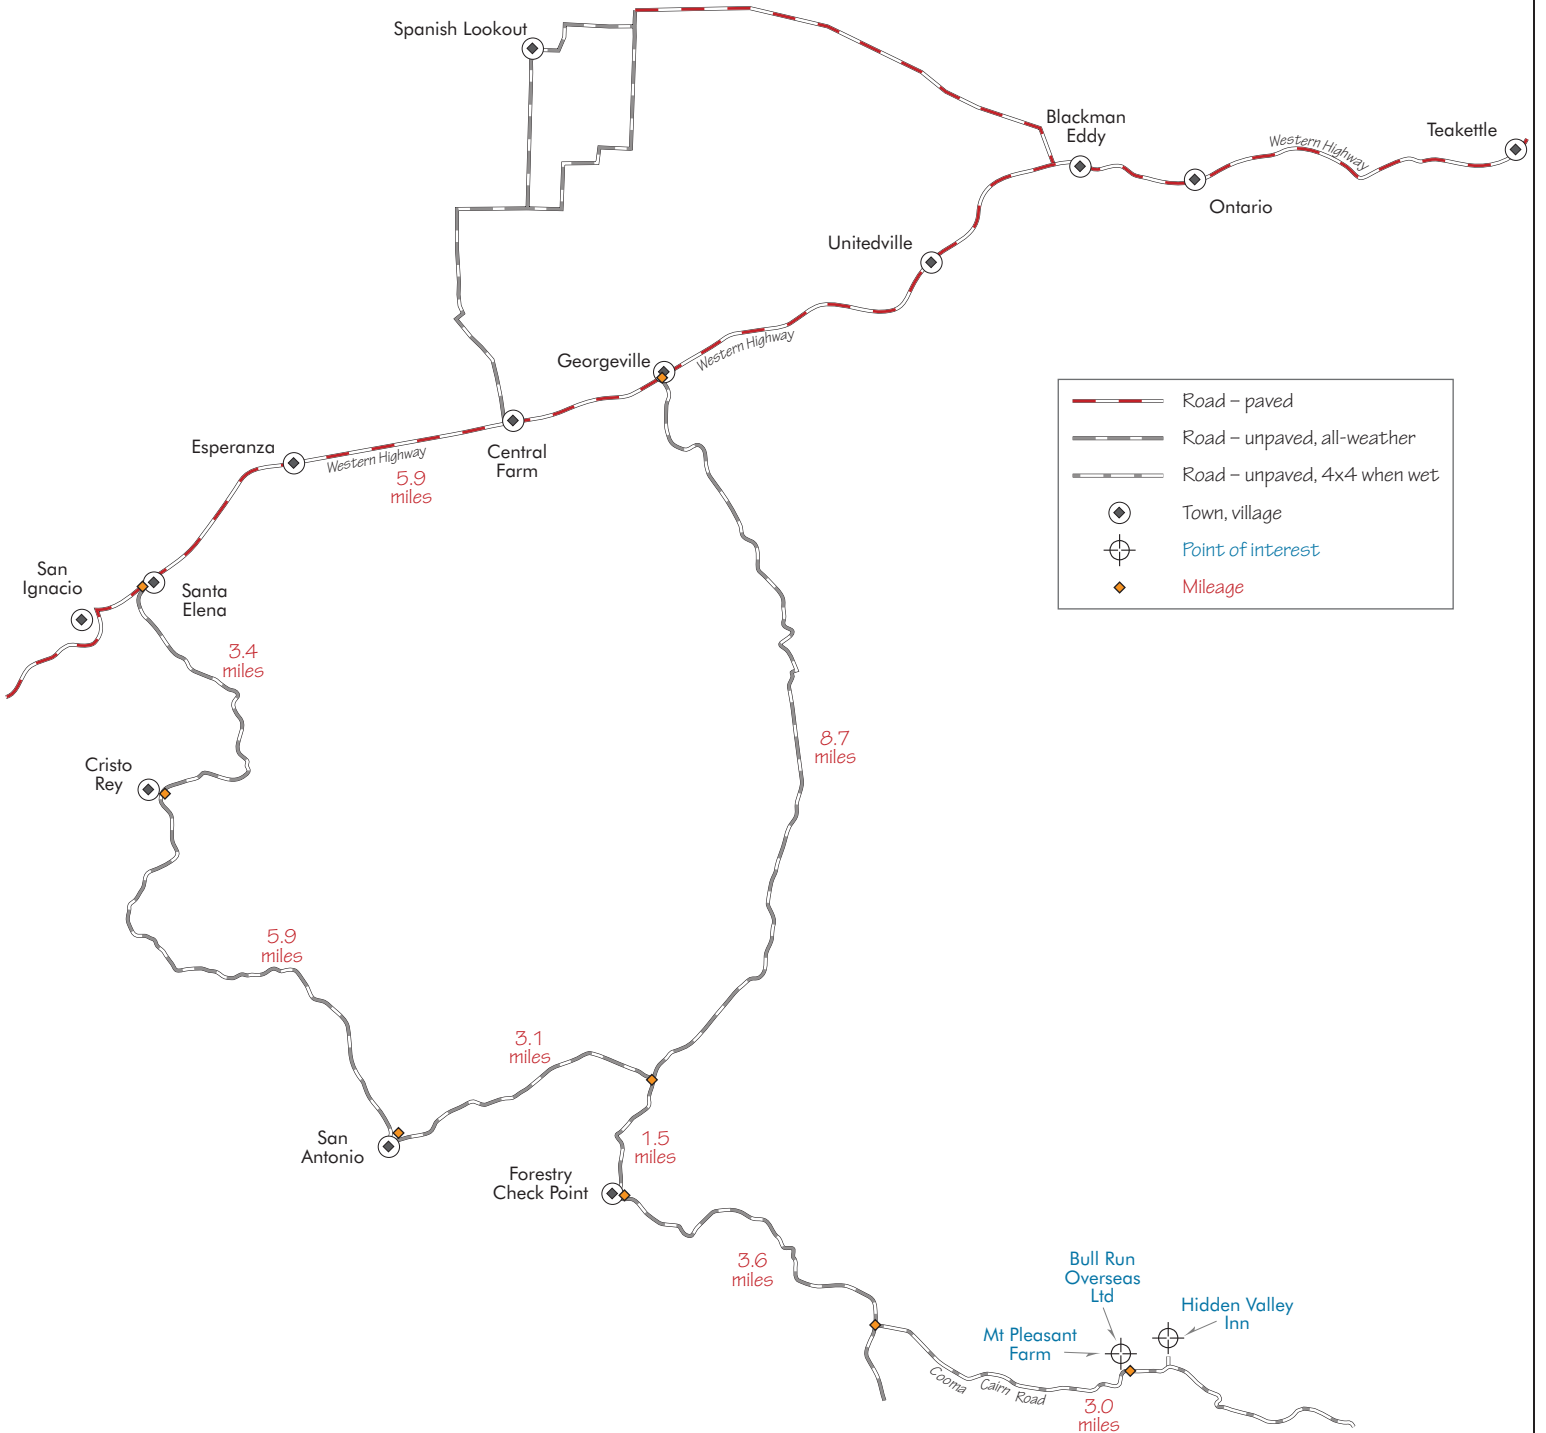 Spanish Lookout
Blackman
Eddy
Teakettle
Western Highway
Ontario
Unitedville
Georgeville
Western Highway
Esperanza
Western Highway
Central
Farm
5.9
miles
Road – paved
Road – unpaved, all-weather
Road – unpaved, 4x4 when wet
Town, village
Point of interest
Mileage
San
Ignacio
Santa
Elena
3.4
miles
8.7
miles
Cristo
Rey
5.9
miles
3.1
miles
San
Antonio
1.5
miles
Forestry
Check Point
3.6
miles
Bull Run
Overseas
Ltd
Hidden Valley
Inn
Mt Pleasant
Farm
Cooma Cairn Road
3.0
miles